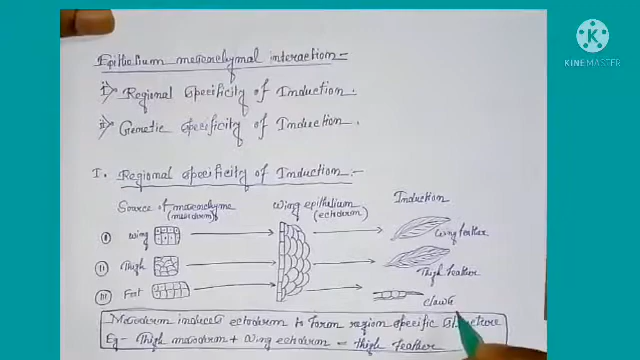 KINEMASTER
Epithelium mesenchymal interaction-
i) Regional Specificity of Induction.
ii) Genetic Specificity of Induction.
I. Regional Specificity of Induction:-
Source of mesenchyme (mesoderm)
Wing epithelium (ectoderm)
Induction
i wing
wing feather
ii Thigh
Thigh feather
iii Foot
claws
Mesoderm induces ectoderm to form region specific structure
Eg- Thigh mesoderm + wing ectoderm = thigh feather